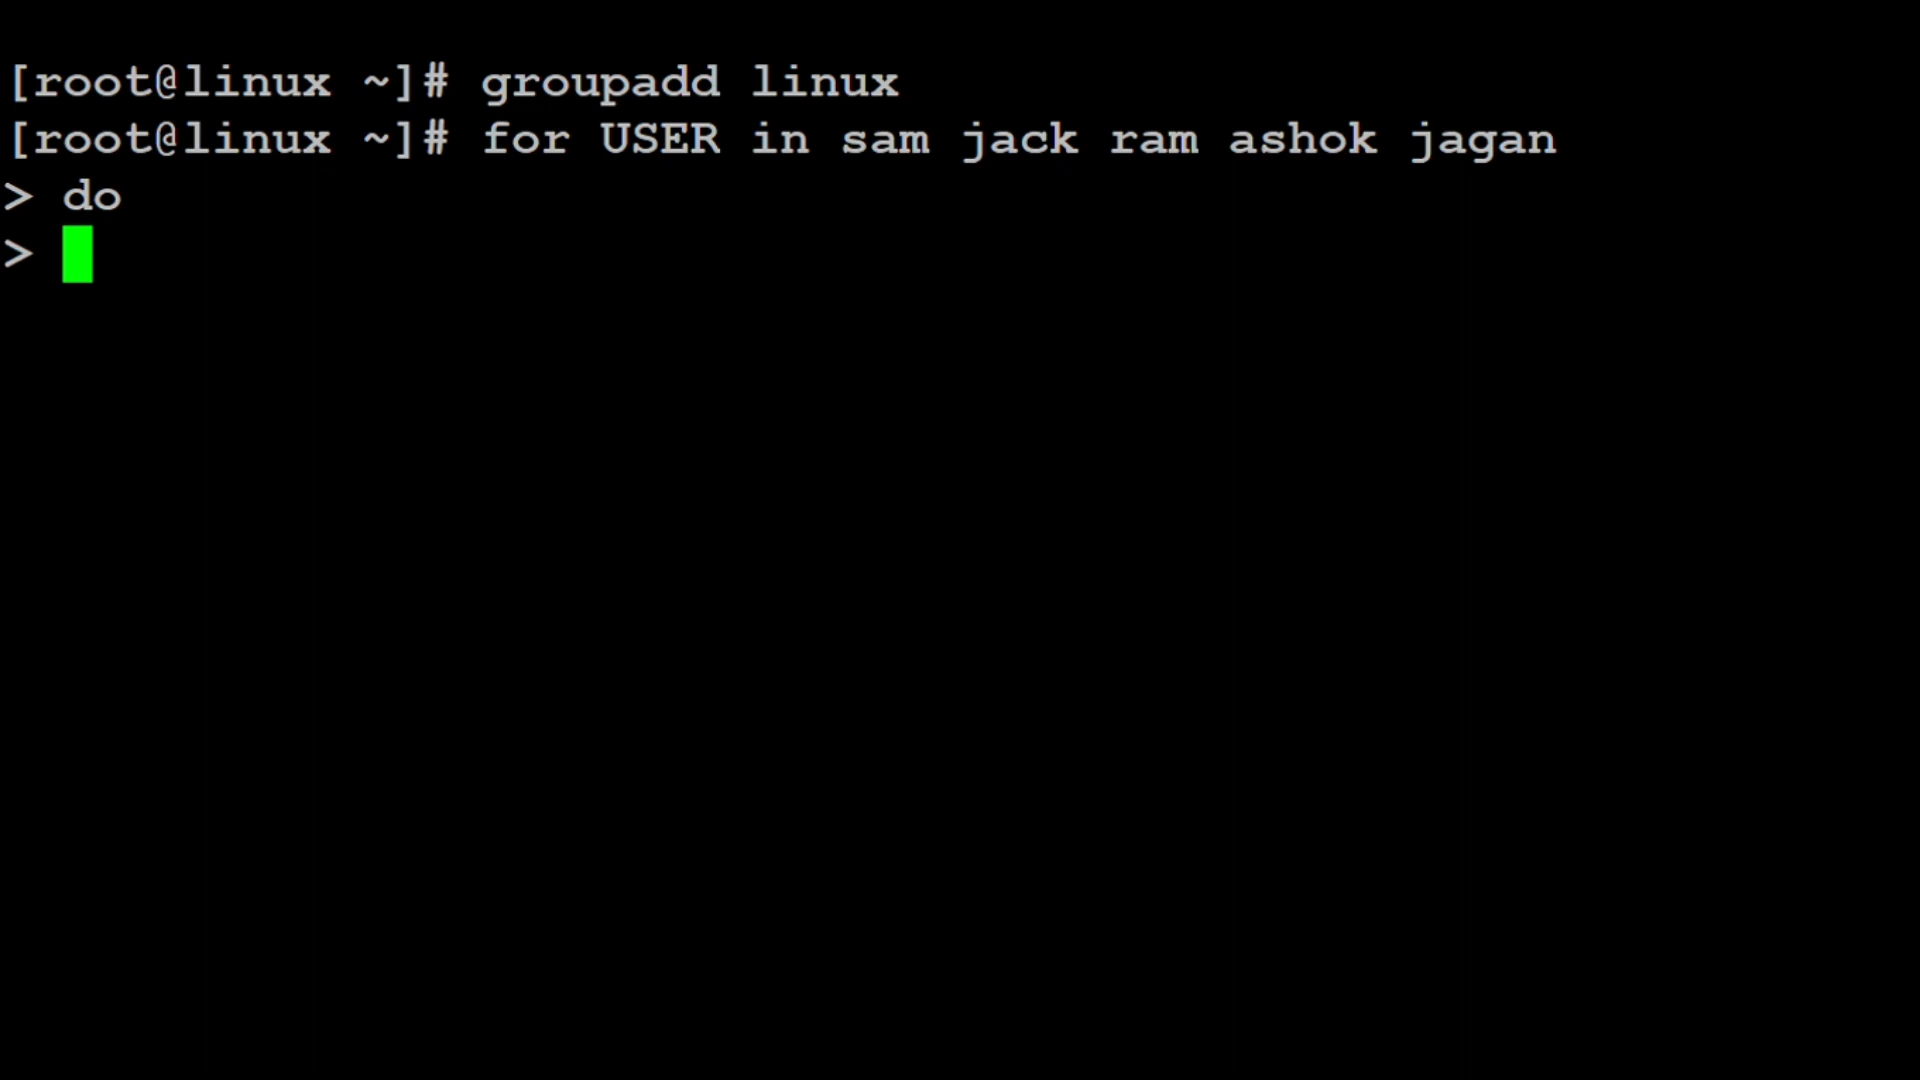 [root@linux ~]# groupadd linux
[root@linux ~]# for USER in sam jack ram ashok jagan
> do
>